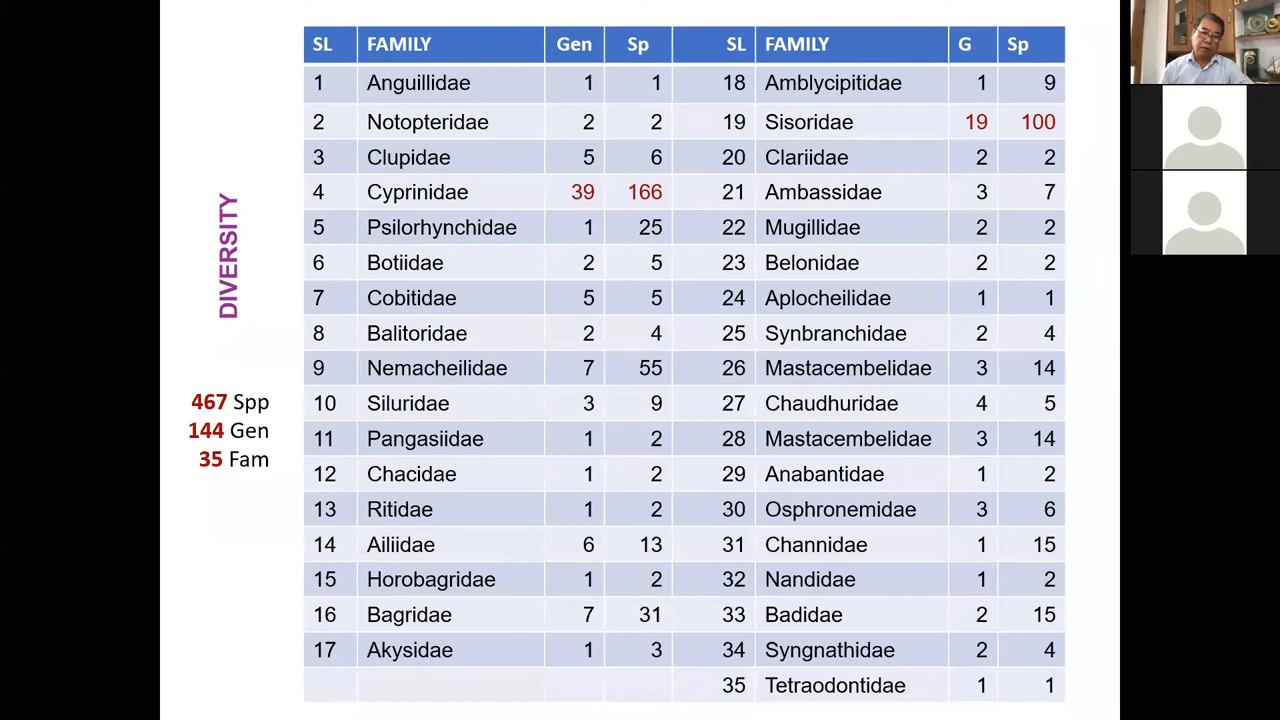 DIVERSITY
467 Spp
144 Gen
35 Fam
SL FAMILY Gen Sp SL FAMILY G Sp
1 Anguillidae 1 1 18 Amblycipitidae 1 9
2 Notopteridae 2 2 19 Sisoridae 19 100
3 Clupidae 5 6 20 Clariidae 2 2
4 Cyprinidae 39 166 21 Ambassidae 3 7
5 Psilorhynchidae 1 25 22 Mugillidae 2 2
6 Botiidae 2 5 23 Belonidae 2 2
7 Cobitidae 5 5 24 Aplocheilidae 1 1
8 Balitoridae 2 4 25 Synbranchidae 2 4
9 Nemacheilidae 7 55 26 Mastacembelidae 3 14
10 Siluridae 3 9 27 Chaudhuridae 4 5
11 Pangasiidae 1 2 28 Mastacembelidae 3 14
12 Chacidae 1 2 29 Anabantidae 1 2
13 Ritidae 1 2 30 Osphronemidae 3 6
14 Ailiidae 6 13 31 Channidae 1 15
15 Horobagridae 1 2 32 Nandidae 1 2
16 Bagridae 7 31 33 Badidae 2 15
17 Akysidae 1 3 34 Syngnathidae 2 4
35 Tetraodontidae 1 1